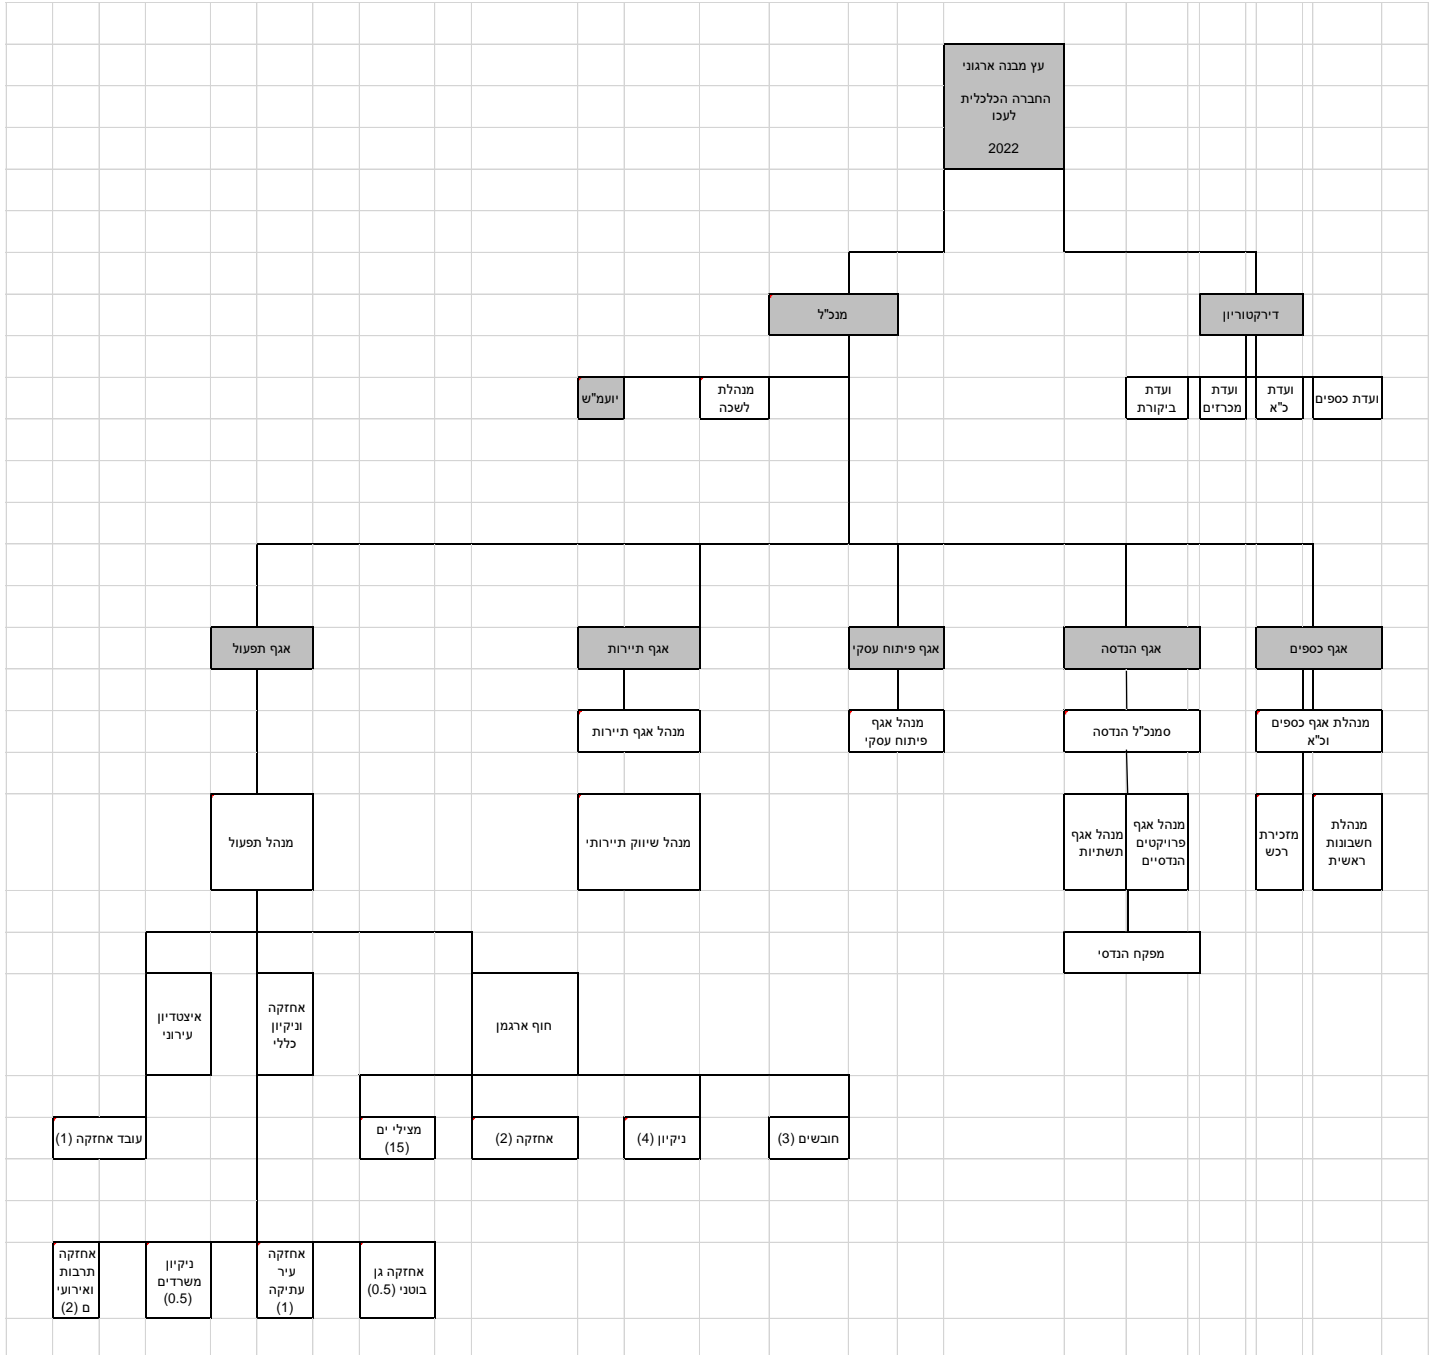 עץ מבנה ארגוני
החברה הכלכלית
לעכו
2022
דירקטוריון
מנכ"ל
ועדת כספים
ועדת
כ"א
ועדת
מכרזים
ועדת
ביקורת
מנהלת
לשכה
יועמ"ש
אגף כספים
אגף הנדסה
אגף פיתוח עסקי
אגף תיירות
אגף תפעול
מנהלת אגף כספים
וכ"א
סמנכ"ל הנדסה
מנהל אגף
פיתוח עסקי
מנהל אגף תיירות
מנהלת
חשבונות
ראשית
מזכירת
רכש
מנהל אגף
פרויקטים
הנדסיים
מנהל אגף
תשתיות
מנהל שיווק תיירותי
מנהל תפעול
מפקח הנדסי
חוף ארגמן
אחזקה
וניקיון
כללי
איצטדיון
עירוני
חובשים (3)
ניקיון (4)
אחזקה (2)
מצילי ים
(15)
עובד אחזקה (1)
אחזקה גן
בוטני (0.5)
אחזקה
עיר
עתיקה
(1)
ניקיון
משרדים
(0.5)
אחזקה
תרבות
ואירועי
ם (2)